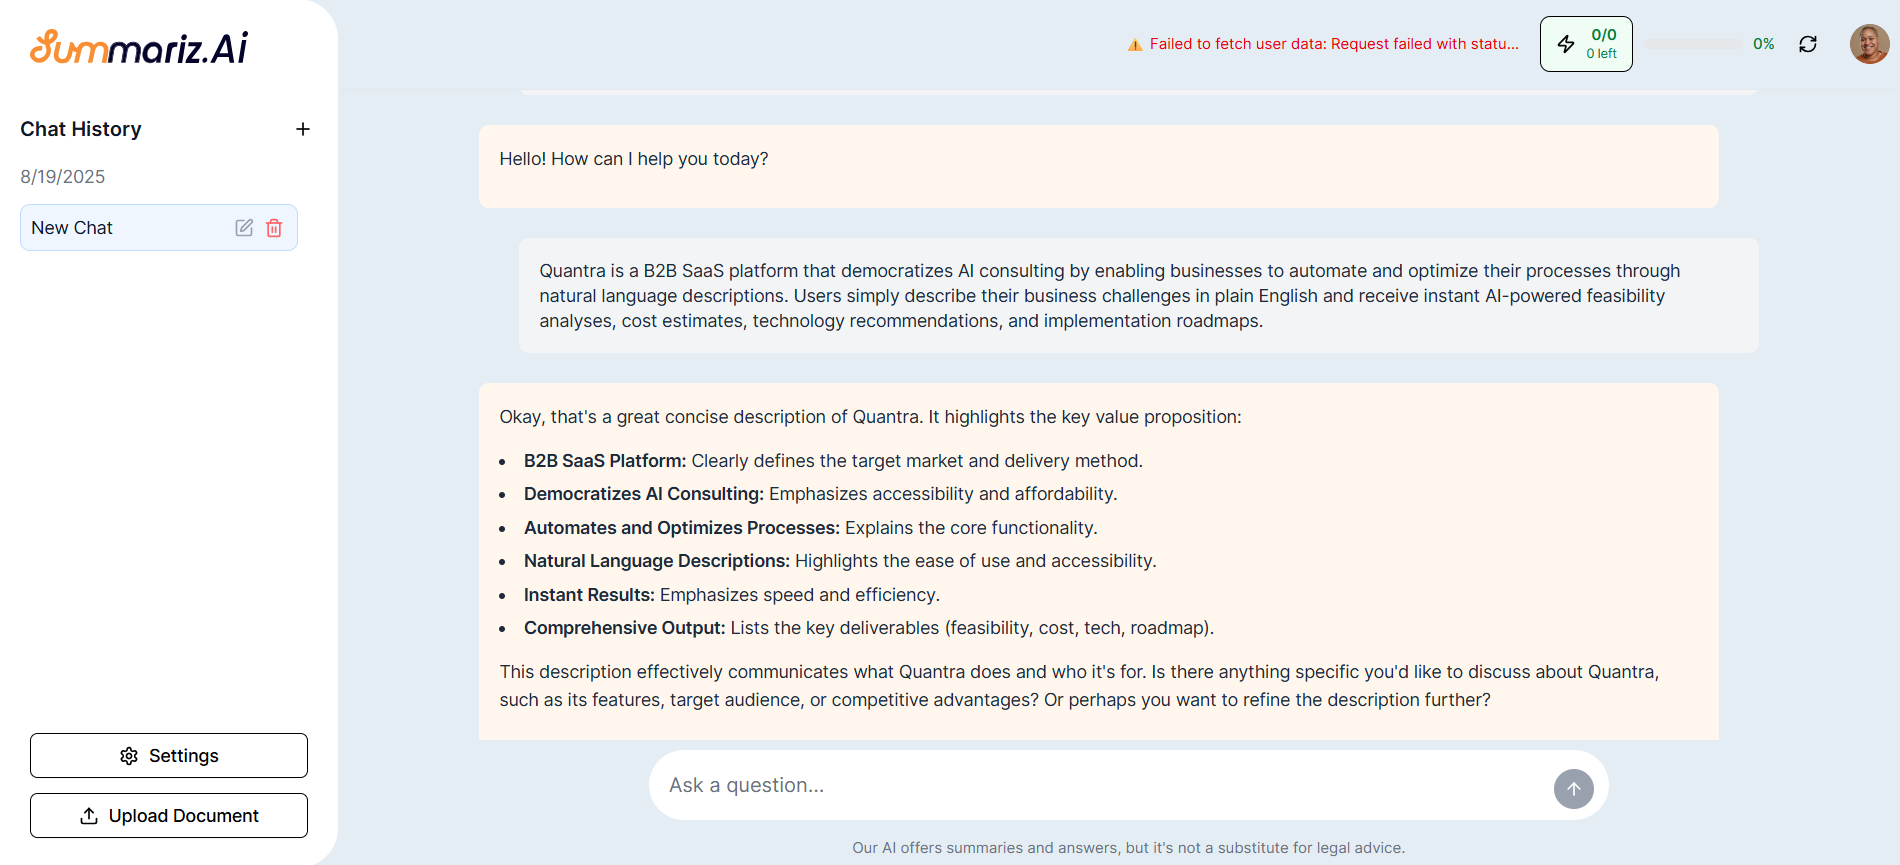 Summariz.Ai
Chat History
8/19/2025
New Chat
Settings
Upload Document
Failed to fetch user data: Request failed with statu...
0/0
0 left
0%
Hello! How can I help you today?
Quantra is a B2B SaaS platform that democratizes AI consulting by enabling businesses to automate and optimize their processes through
natural language descriptions. Users simply describe their business challenges in plain English and receive instant AI-powered feasibility
analyses, cost estimates, technology recommendations, and implementation roadmaps.
Okay, that's a great concise description of Quantra. It highlights the key value proposition:
• B2B SaaS Platform: Clearly defines the target market and delivery method.
• Democratizes AI Consulting: Emphasizes accessibility and affordability.
• Automates and Optimizes Processes: Explains the core functionality.
• Natural Language Descriptions: Highlights the ease of use and accessibility.
• Instant Results: Emphasizes speed and efficiency.
• Comprehensive Output: Lists the key deliverables (feasibility, cost, tech, roadmap).
This description effectively communicates what Quantra does and who it's for. Is there anything specific you'd like to discuss about Quantra,
such as its features, target audience, or competitive advantages? Or perhaps you want to refine the description further?
Ask a question...
Our AI offers summaries and answers, but it's not a substitute for legal advice.